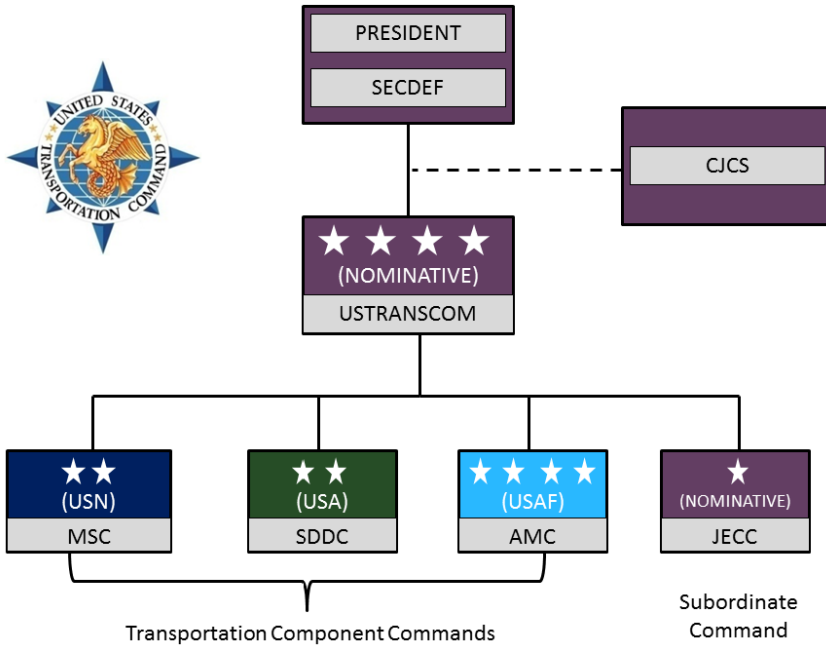 PRESIDENT
SECDEF
UNITED STATES
TRANSPORTATION COMMAND
CJCS
(NOMINATIVE)
USTRANSCOM
(USN)
MSC
(USA)
SDDC
(USAF)
AMC
(NOMINATIVE)
JECC
Transportation Component Commands
Subordinate
Command